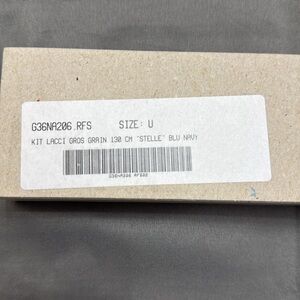 G36NA206.RFS SIZE: U
KIT LACCI GROS GRAIN 130 CM "STELLE" BLU NAVY